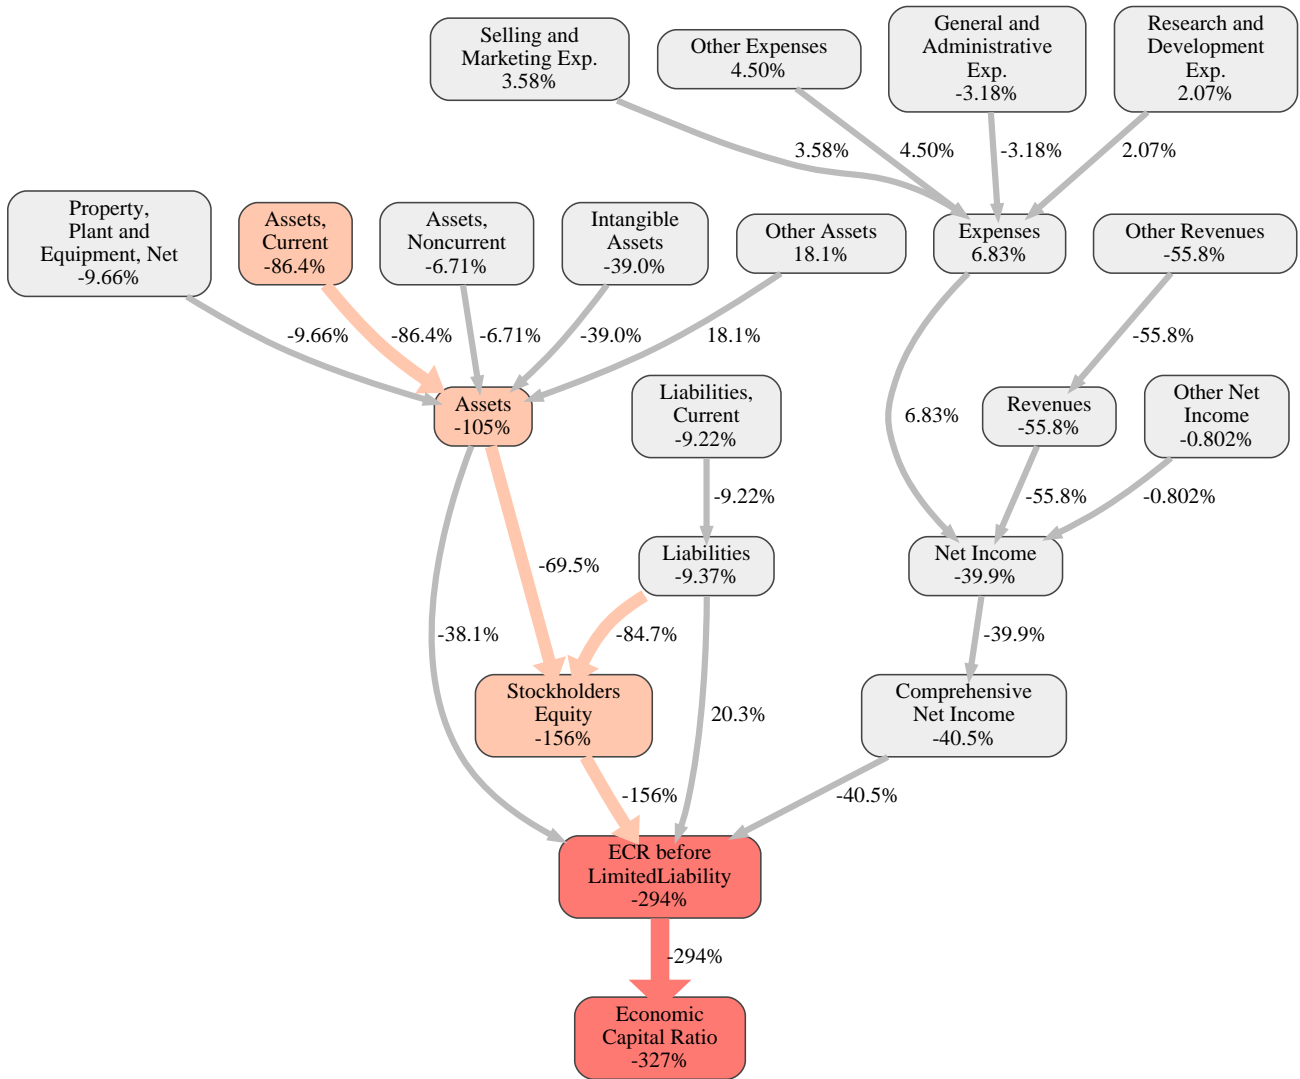 Selling and
Marketing Exp.
3.58%
Other Expenses
4.50%
General and
Administrative
Exp.
-3.18%
Research and
Development
Exp.
2.07%
3.58%
4.50%
-3.18%
2.07%
Property,
Plant and
Equipment, Net
-9.66%
Assets,
Current
-86.4%
Assets,
Noncurrent
-6.71%
Intangible
Assets
-39.0%
Other Assets
18.1%
Expenses
6.83%
Other Revenues
-55.8%
-9.66%
-86.4%
-6.71%
-39.0%
18.1%
-55.8%
Assets
-105%
Liabilities,
Current
-9.22%
6.83%
Revenues
-55.8%
Other Net
Income
-0.802%
-9.22%
-55.8%
-0.802%
Liabilities
-9.37%
Net Income
-39.9%
-69.5%
-38.1%
-84.7%
-39.9%
Stockholders
Equity
-156%
20.3%
Comprehensive
Net Income
-40.5%
-156%
-40.5%
ECR before
LimitedLiability
-294%
-294%
Economic
Capital Ratio
-327%